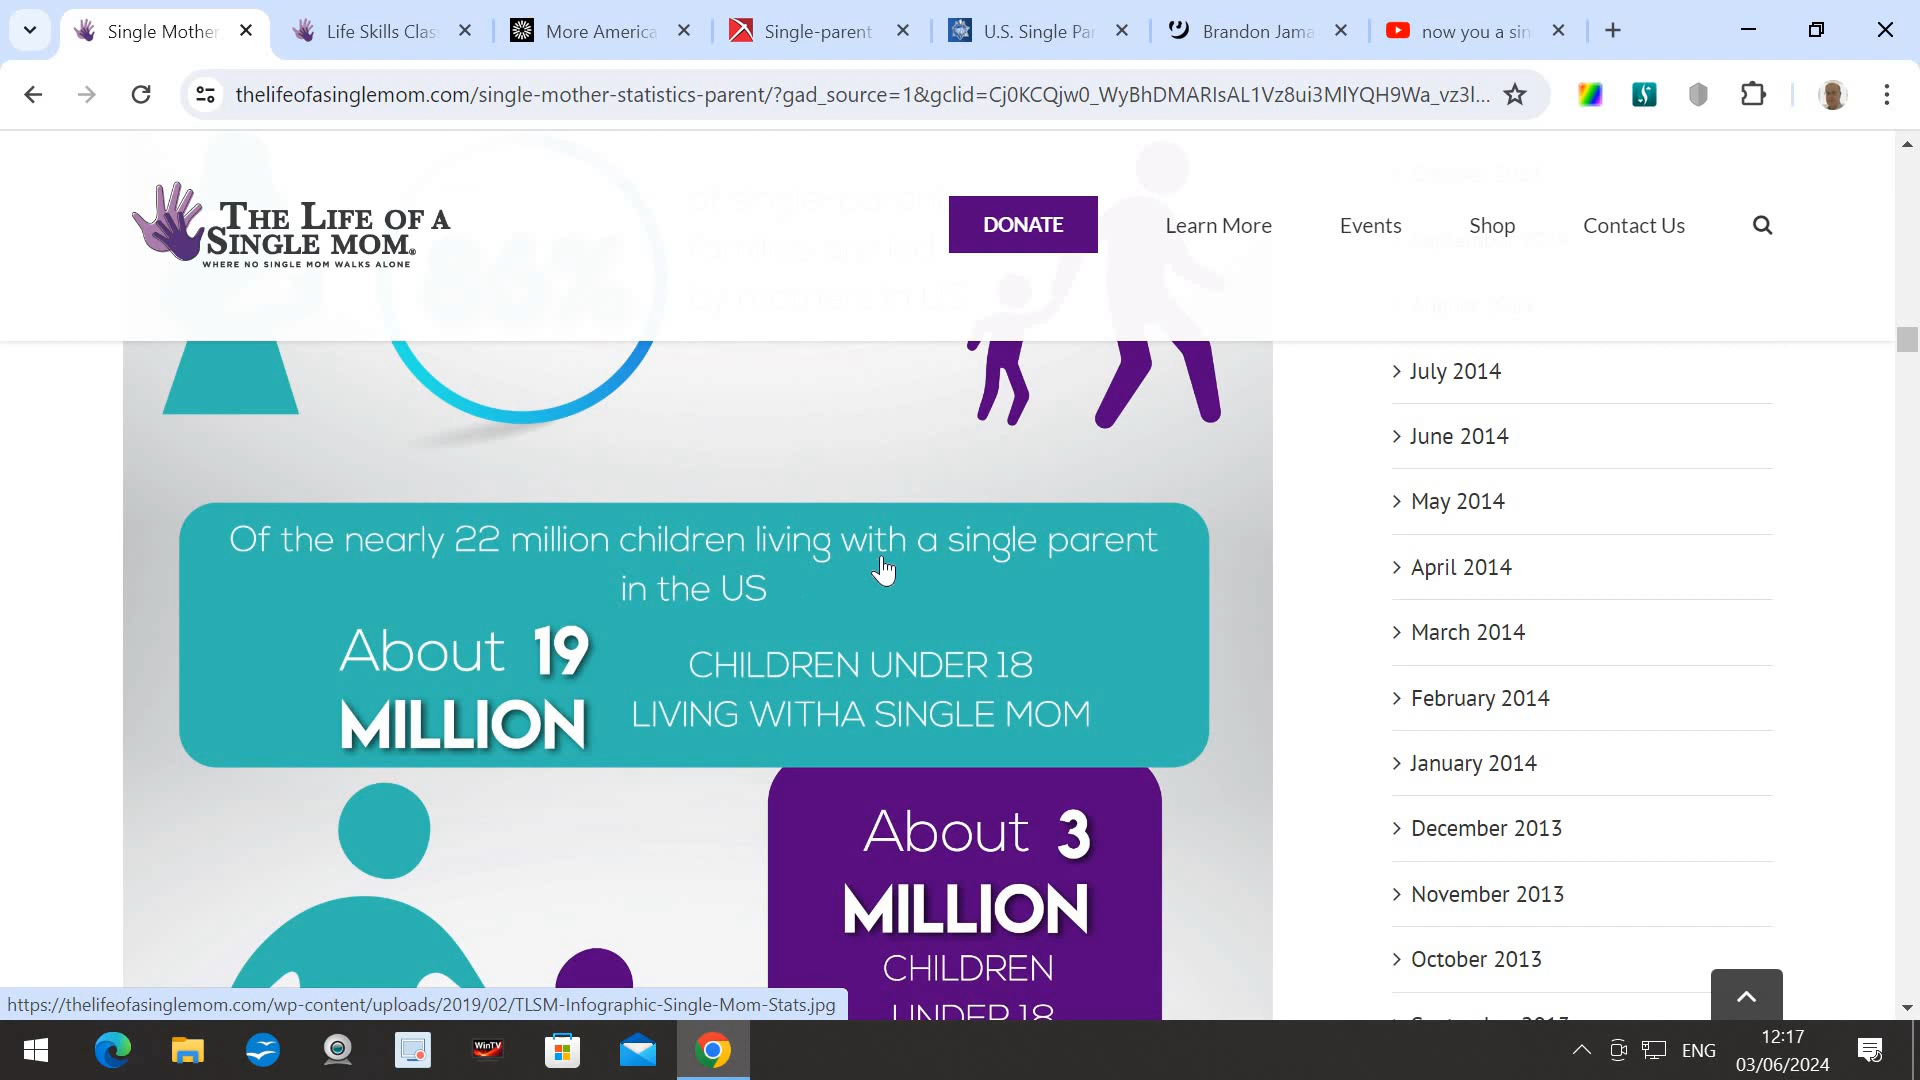 Single Mother
Life Skills Clas
More America
Single-parent
U.S. Single Pa
Brandon Jama
now you a sin
thelifeofasinglemom.com/single-mother-statistics-parent/?gad_source=1&gclid=Cj0KCQjw0_WyBhDMARIsAL1Vz8ui3MlYQH9Wa_vz3l...
THE LIFE OF A
SINGLE MOM®
WHERE NO SINGLE MOM WALKS ALONE
DONATE
Learn More
Events
Shop
Contact Us
66%
Of the nearly 22 million children living with a single parent
in the US
About 19
MILLION
CHILDREN UNDER 18
LIVING WITHA SINGLE MOM
About 3
MILLION
CHILDREN
UNDER 18
July 2014
June 2014
May 2014
April 2014
March 2014
February 2014
January 2014
December 2013
November 2013
October 2013
https://thelifeofasinglemom.com/wp-content/uploads/2019/02/TLSM-Infographic-Single-Mom-Stats.jpg
WinTV
ENG
12:17
03/06/2024